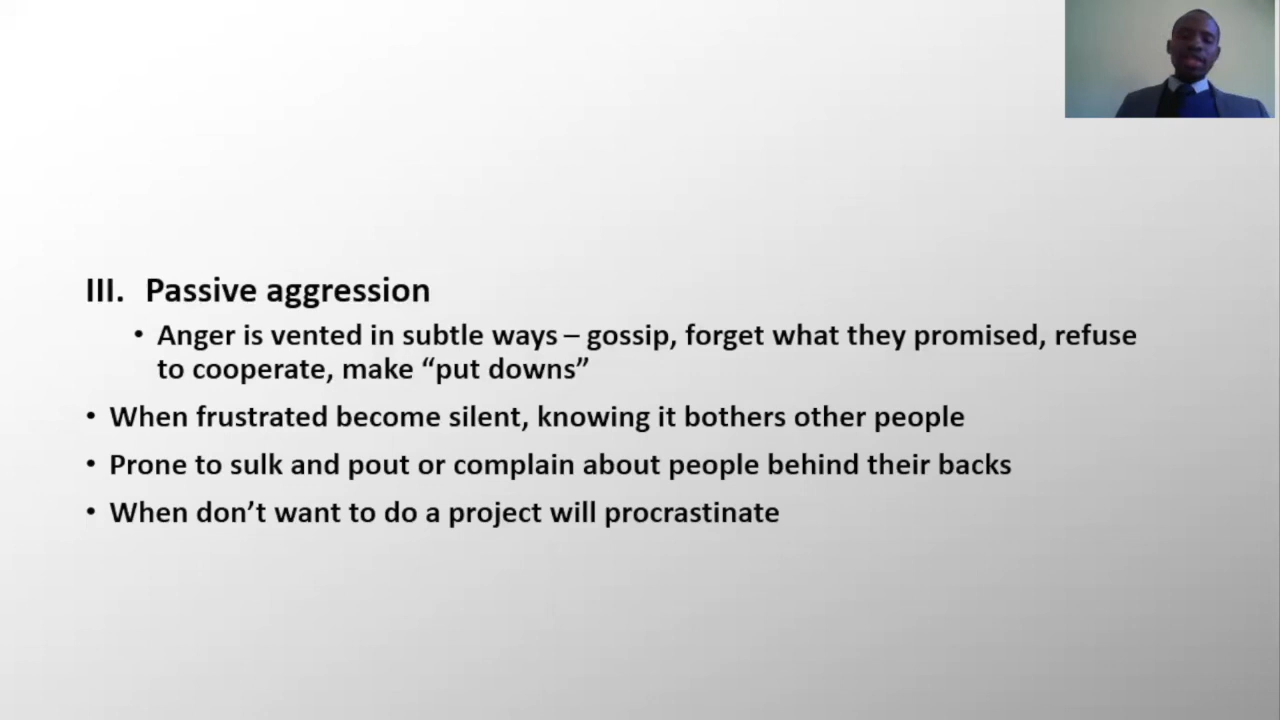 III. Passive aggression
• Anger is vented in subtle ways – gossip, forget what they promised, refuse
to cooperate, make “put downs”
• When frustrated become silent, knowing it bothers other people
• Prone to sulk and pout or complain about people behind their backs
• When don’t want to do a project will procrastinate